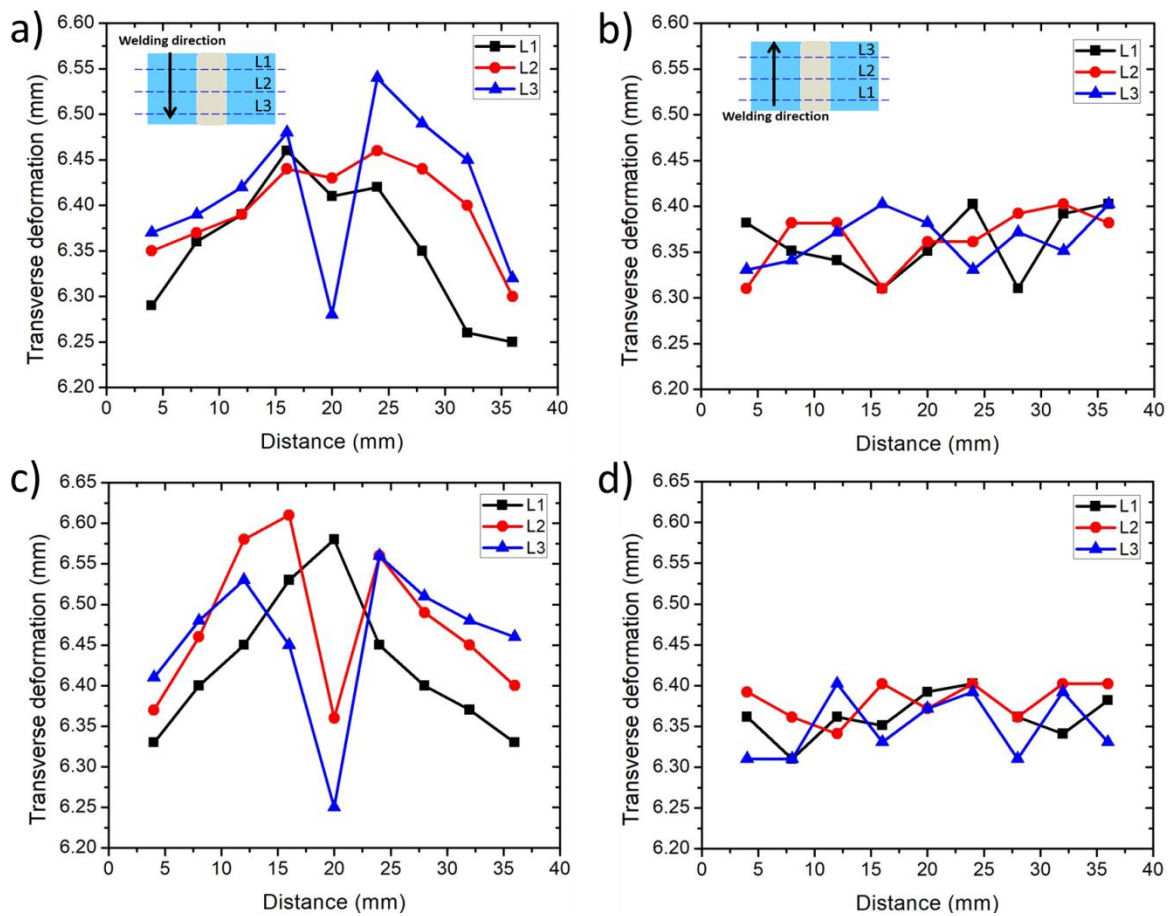 a)
Welding direction
L1
L2
L3
L1
L2
L3
Transverse deformation (mm)
6.60
6.55
6.50
6.45
6.40
6.35
6.30
6.25
6.20
0 5 10 15 20 25 30 35 40
Distance (mm)
b)
L3
L2
L1
Welding direction
L1
L2
L3
Transverse deformation (mm)
6.60
6.55
6.50
6.45
6.40
6.35
6.30
6.25
6.20
0 5 10 15 20 25 30 35 40
Distance (mm)
c)
L1
L2
L3
Transverse deformation (mm)
6.65
6.60
6.55
6.50
6.45
6.40
6.35
6.30
6.25
6.20
0 5 10 15 20 25 30 35 40
Distance (mm)
d)
L1
L2
L3
Transverse deformation (mm)
6.65
6.60
6.55
6.50
6.45
6.40
6.35
6.30
6.25
6.20
0 5 10 15 20 25 30 35 40
Distance (mm)